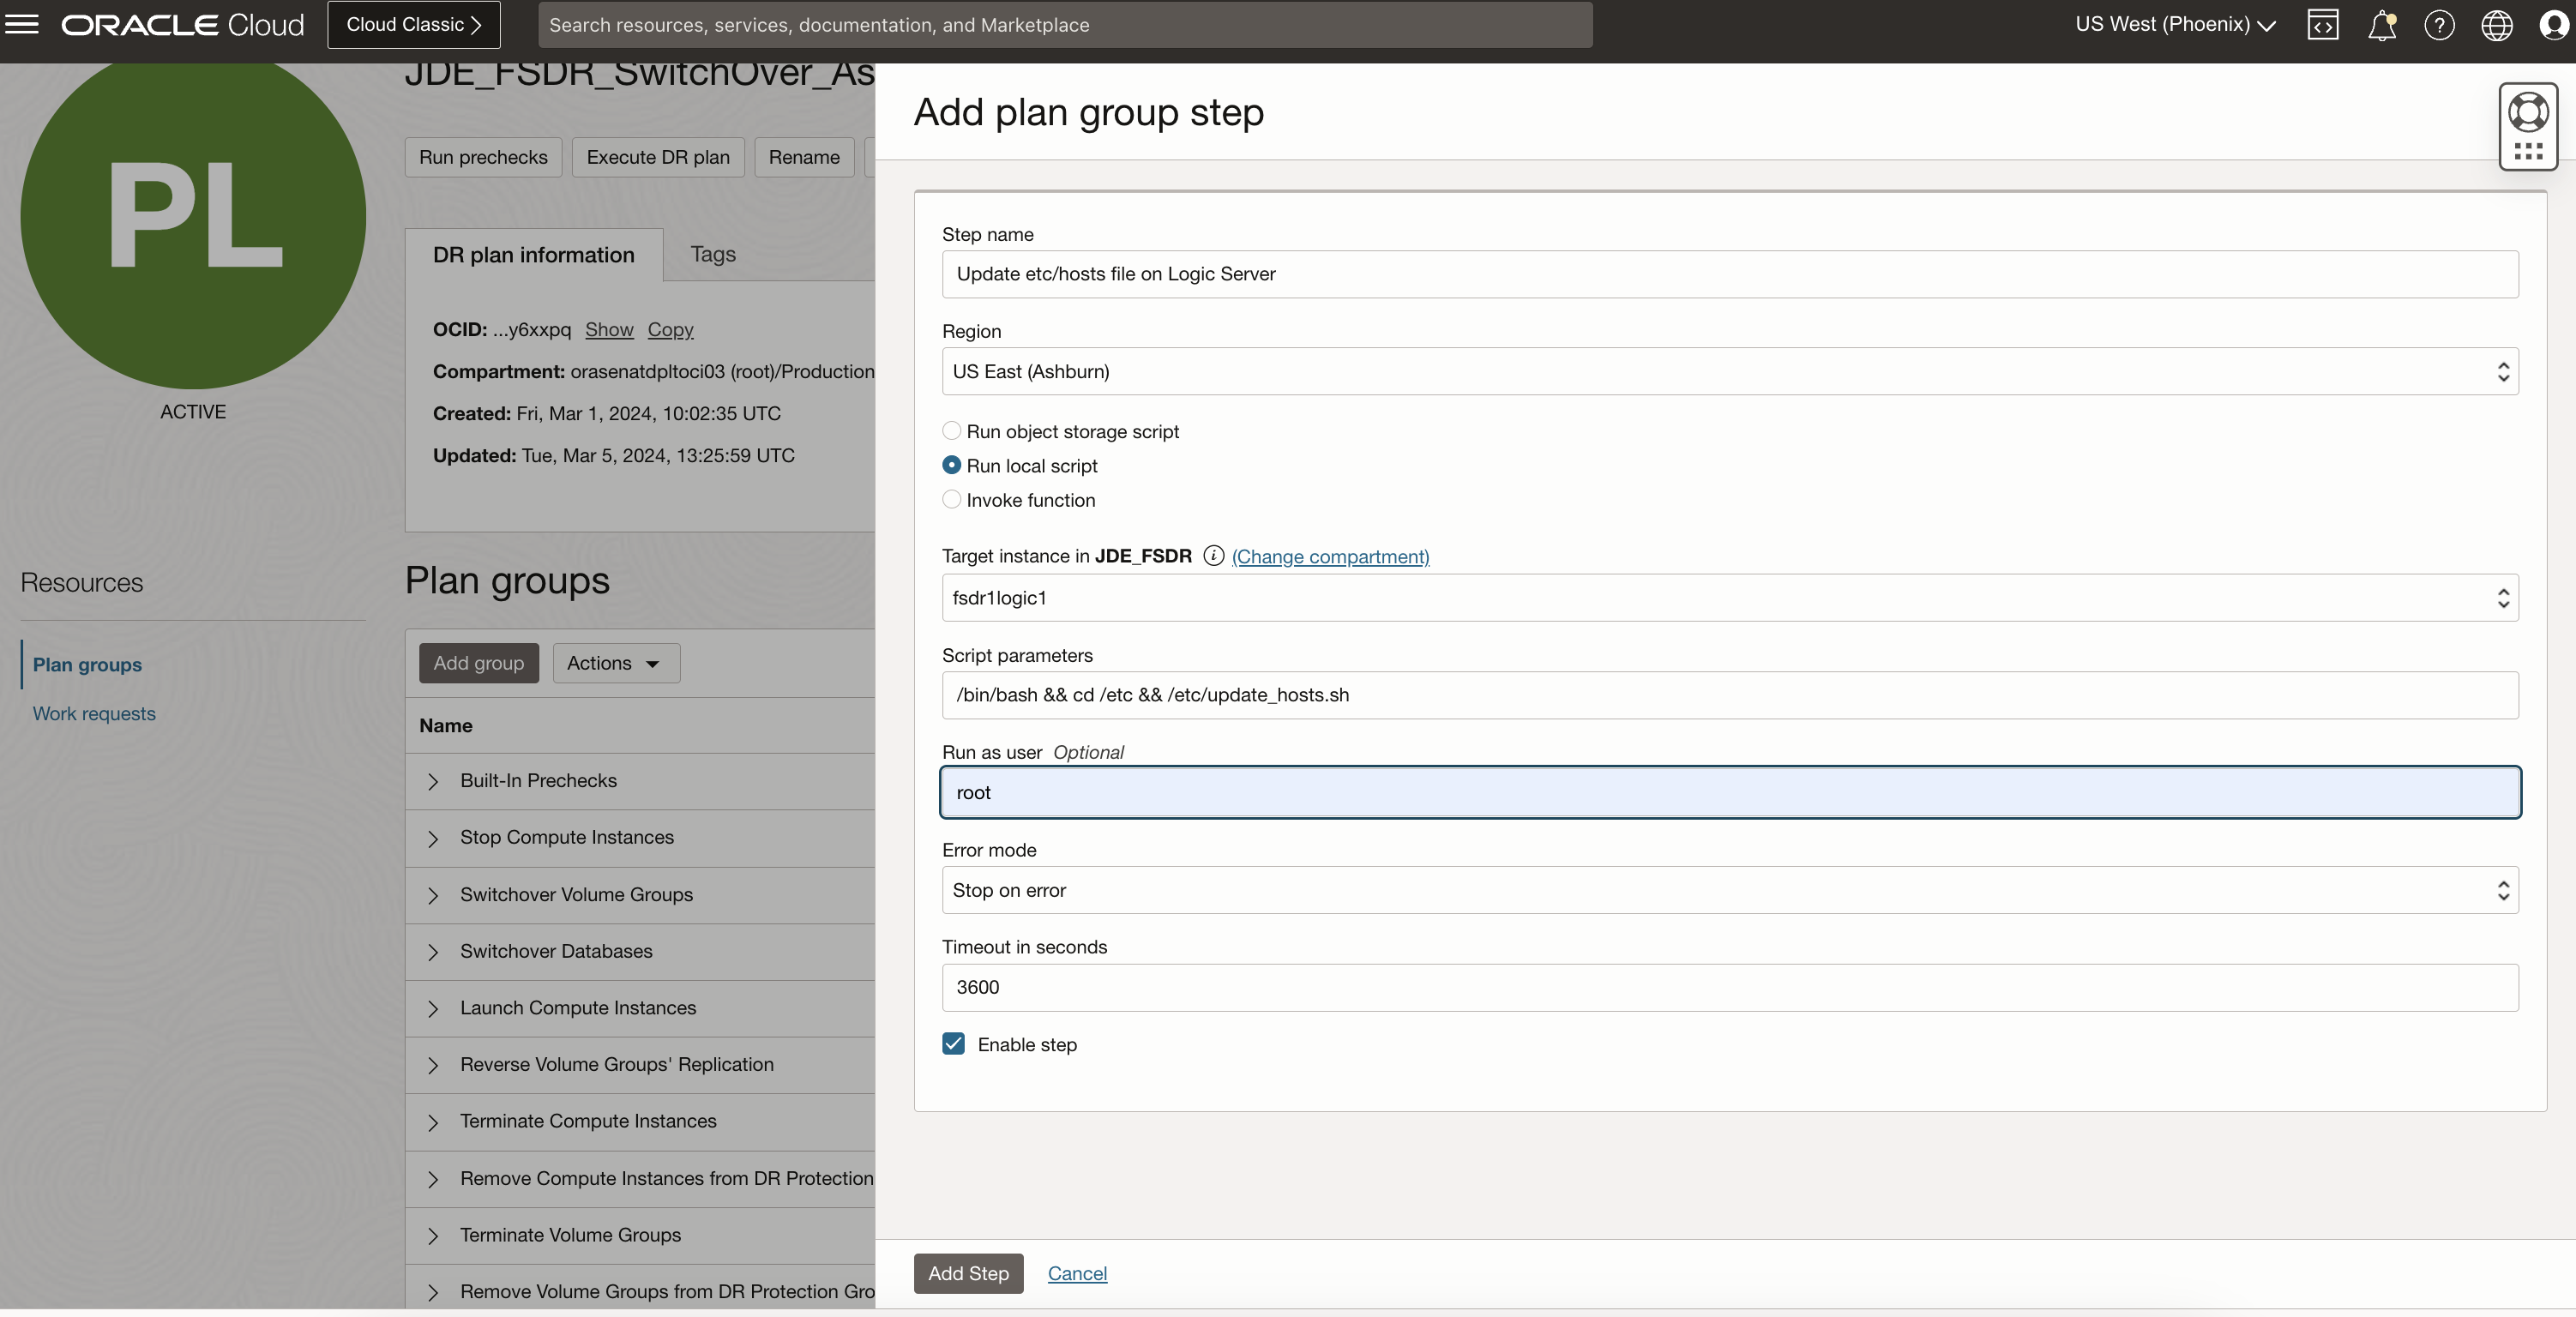 ORACLE Cloud
Cloud Classic
Search resources, services, documentation, and Marketplace
US West (Phoenix)
PL
ACTIVE
Resources
Plan groups
Work requests
JDE_FSDR_SwitchOver_As
Run prechecks
Execute DR plan
Rename
DR plan information
Tags
OCID: ...y6xxpq Show Copy
Compartment: orasenatdpltoci03 (root)/Production
Created: Fri, Mar 1, 2024, 10:02:35 UTC
Updated: Tue, Mar 5, 2024, 13:25:59 UTC
Plan groups
Add group
Actions
Name
Built-In Prechecks
Stop Compute Instances
Switchover Volume Groups
Switchover Databases
Launch Compute Instances
Reverse Volume Groups' Replication
Terminate Compute Instances
Remove Compute Instances from DR Protection
Terminate Volume Groups
Remove Volume Groups from DR Protection Gro
Add plan group step
Step name
Update etc/hosts file on Logic Server
Region
US East (Ashburn)
Run object storage script
Run local script
Invoke function
Target instance in JDE_FSDR (Change compartment)
fsdr1logic1
Script parameters
/bin/bash && cd /etc && /etc/update_hosts.sh
Run as user Optional
root
Error mode
Stop on error
Timeout in seconds
3600
Enable step
Add Step
Cancel